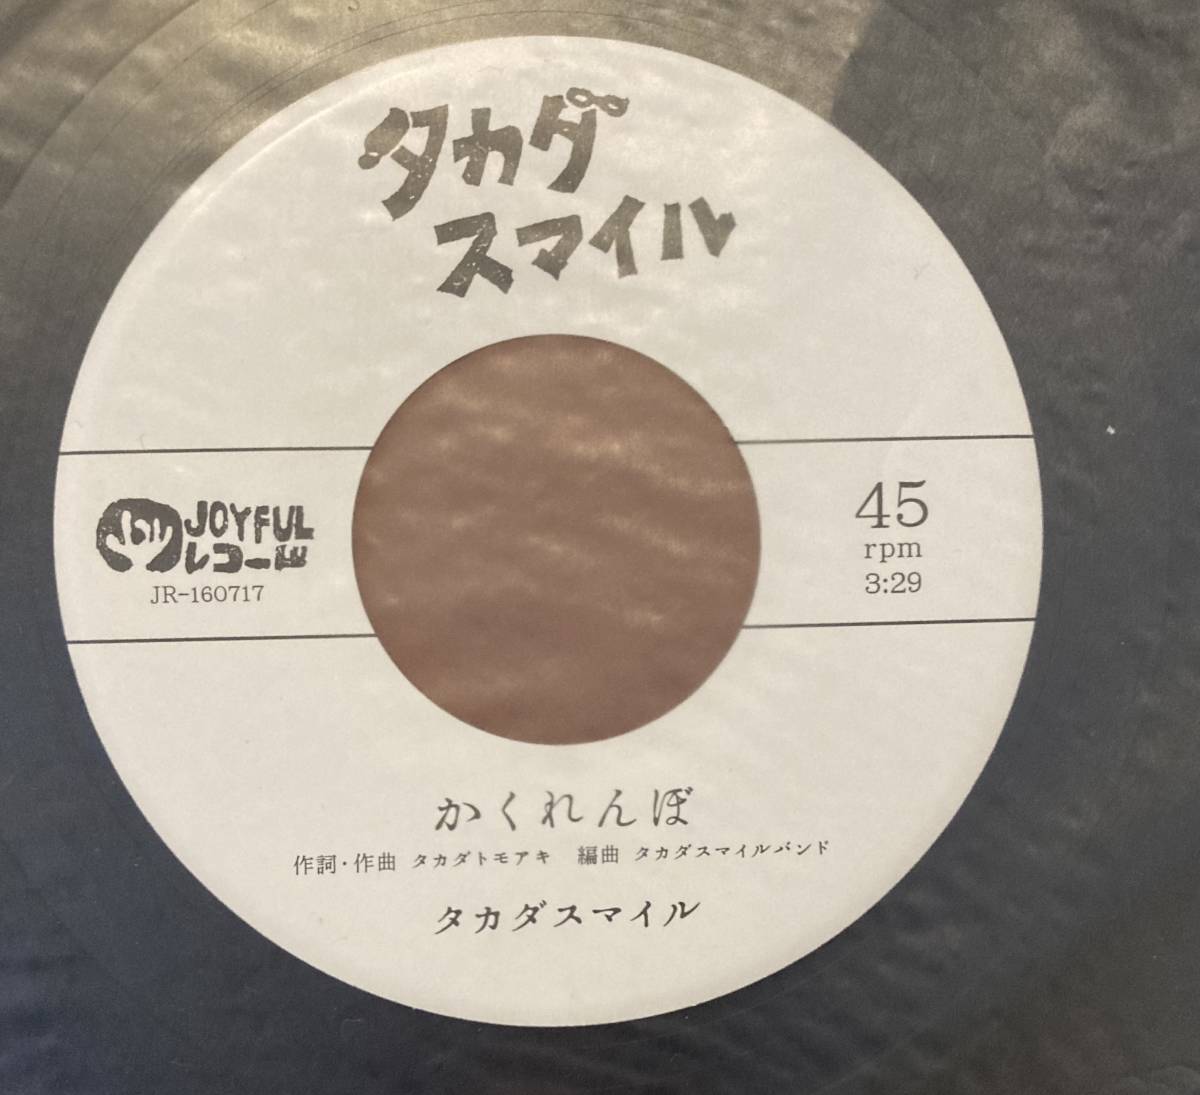 タカダ
スマイル
JOYFUL
レコード
JR-160717
45
rpm
3:29
かくれんぼ
作詞・作曲 タカダトモアキ 編曲 タカダスマイルバンド
タカダスマイル